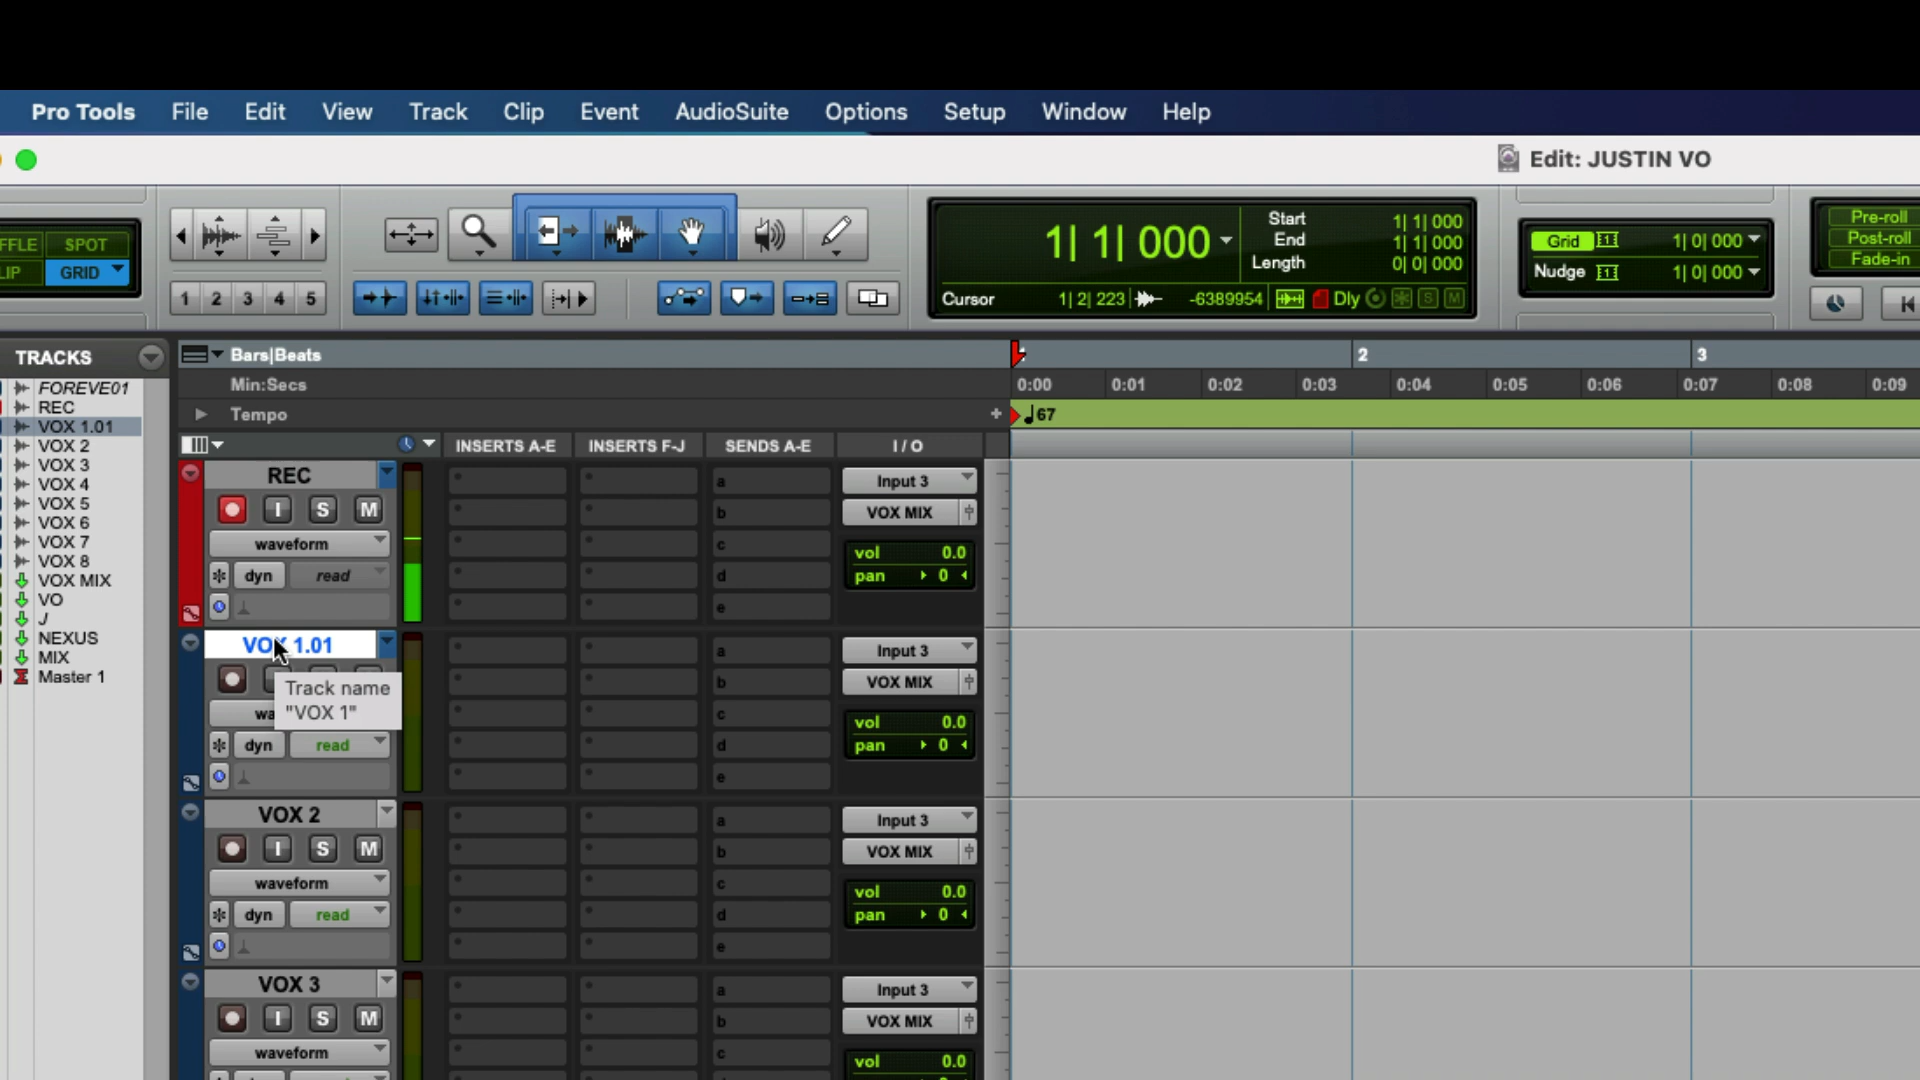 Pro Tools File Edit View Track Clip Event AudioSuite Options Setup Window Help
Edit: JUSTIN VO
FFLE SPOT
LIP GRID
1 2 3 4 5
1| 1| 000
Start 1| 1| 000
End 1| 1| 000
Length 0| 0| 000
Cursor 1| 2| 223 -6389954 Dly S M
Grid 1| 0| 000
Nudge 1| 0| 000
Pre-roll
Post-roll
Fade-in
TRACKS
FOREVE01
REC
VOX 1.01
VOX 2
VOX 3
VOX 4
VOX 5
VOX 6
VOX 7
VOX 8
VOX MIX
VO
J
NEXUS
MIX
Master 1
Bars|Beats 2 3
Min:Secs 0:00 0:01 0:02 0:03 0:04 0:05 0:06 0:07 0:08 0:09
Tempo + 67
INSERTS A-E INSERTS F-J SENDS A-E I / O
REC a Input 3
I S M b VOX MIX
waveform c vol 0.0
dyn read d pan 0
e
VOX 1.01 a Input 3
b VOX MIX
Track name
"VOX 1"
wa c vol 0.0
dyn read d pan 0
e
VOX 2 a Input 3
I S M b VOX MIX
waveform c vol 0.0
dyn read d pan 0
e
VOX 3 a Input 3
I S M b VOX MIX
waveform c vol 0.0